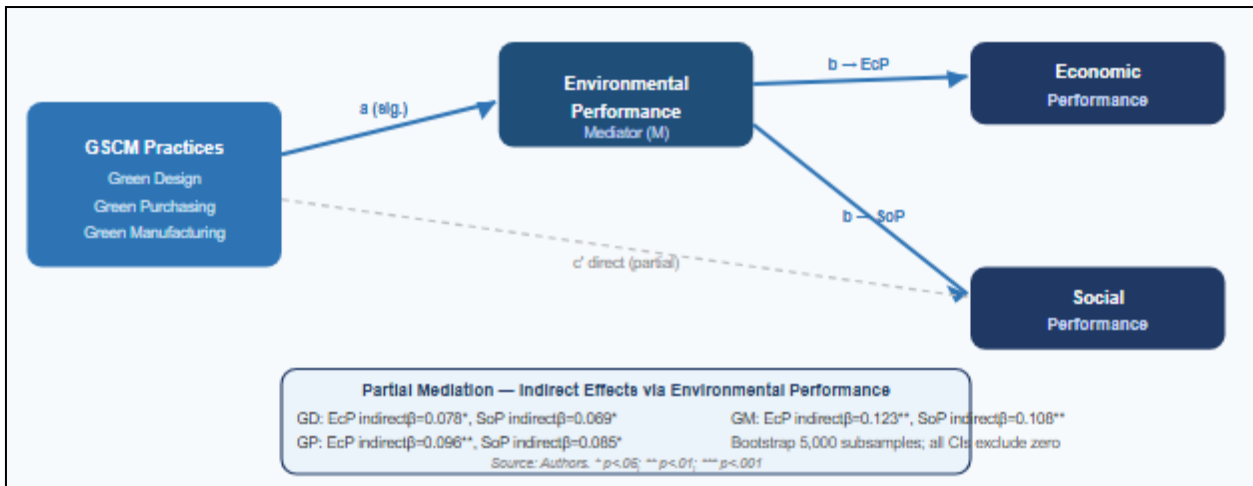 GSCM Practices
Green Design
Green Purchasing
Green Manufacturing
a (sig.)
Environmental
Performance
Mediator (M)
b → EcP
Economic
Performance
b → SoP
c' direct (partial)
Social
Performance
Partial Mediation — Indirect Effects via Environmental Performance
GD: EcP indirectβ=0.078*, SoP indirectβ=0.069*
GM: EcP indirectβ=0.123**, SoP indirectβ=0.108**
GP: EcP indirectβ=0.096**, SoP indirectβ=0.085*
Bootstrap 5,000 subsamples; all CIs exclude zero
Source: Authors. * p<.05; ** p<.01; *** p<.001